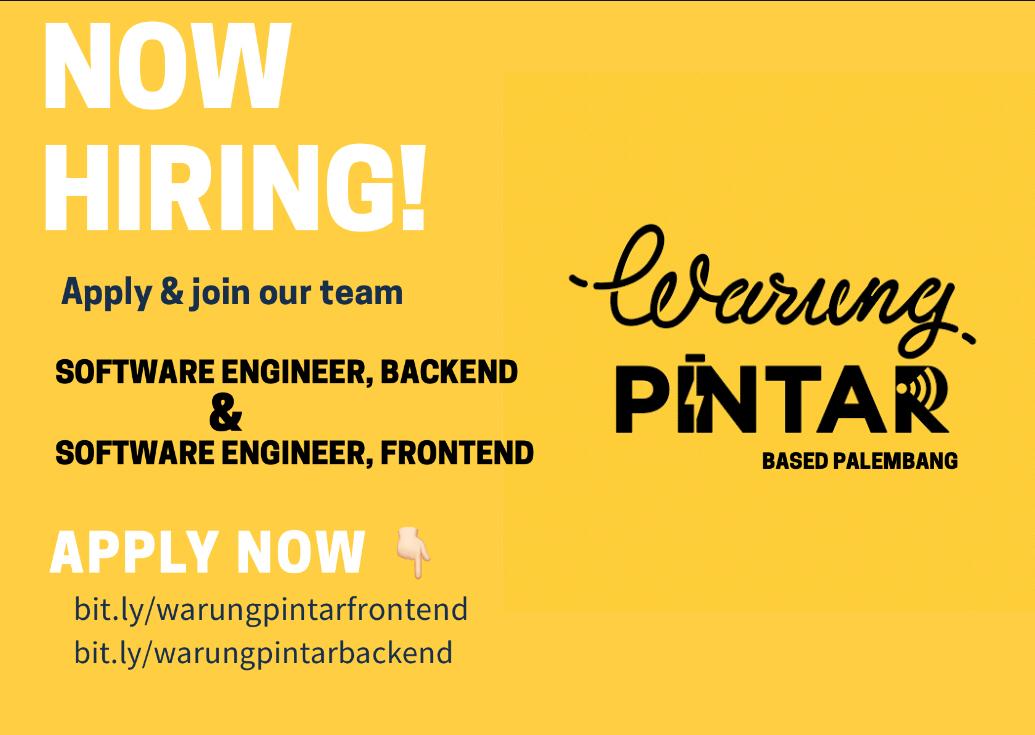 NOW
HIRING!
Apply & join our team
SOFTWARE ENGINEER, BACKEND
&
SOFTWARE ENGINEER, FRONTEND
APPLY NOW 👇🏻
bit.ly/warungpintarfrontend
bit.ly/warungpintarbackend
Warung
PINTAR
BASED PALEMBANG